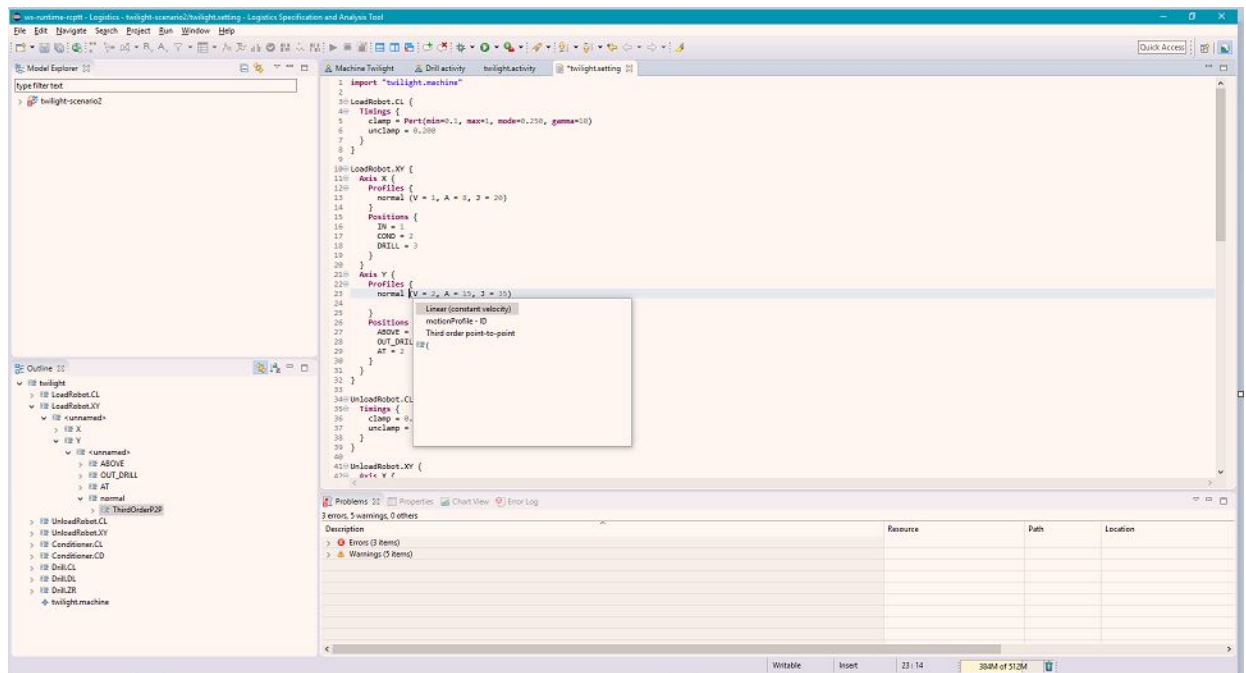 ws-runtime-rcptt - Logistics - twilight-scenario2/twilight.setting - Logistics Specification and Analysis Tool
File Edit Navigate Search Project Run Window Help
Quick Access
Model Explorer
type filter text
twilight-scenario2
Machine Twilight Drill activity twilight.activity *twilight.setting
1 import "twilight.machine"
2
3 LoadRobot.CL {
4 Timings {
5 clamp = Pert(min=0.1, max=1, mode=0.250, gamma=10)
6 unclamp = 0.200
7 }
8 }
9
10 LoadRobot.XY {
11 Axis X {
12 Profiles {
13 normal (V = 1, A = 3, J = 20)
14 }
15 Positions {
16 IN = 1
17 COND = 2
18 DRILL = 3
19 }
20 }
21 Axis Y {
22 Profiles {
23 normal (V = 2, A = 15, J = 35)
24
25 }
26 Positions
27 ABOVE =
28 OUT_DRIL
29 AT = 2
30 }
31 }
32 }
33
34 UnloadRobot.CL
35 Timings {
36 clamp = 0.
37 unclamp =
38 }
39 }
40
41 UnloadRobot.XY {
42 Axis Y {
Linear (constant velocity)
motionProfile - ID
Third order point-to-point
(
Outline
twilight
LoadRobot.CL
LoadRobot.XY
<unnamed>
X
Y
<unnamed>
ABOVE
OUT_DRILL
AT
normal
ThirdOrderP2P
UnloadRobot.CL
UnloadRobot.XY
Conditioner.CL
Conditioner.CD
Drill.CL
Drill.DL
Drill.ZR
twilight.machine
Problems Properties Chart View Error Log
3 errors, 5 warnings, 0 others
Description Resource Path Location
Errors (3 items)
Warnings (5 items)
Writable Insert 23 : 14 384M of 512M